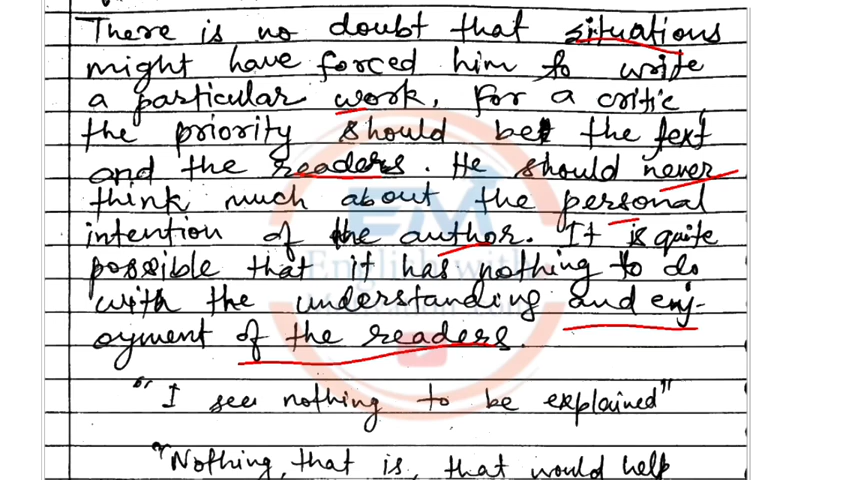 There is no doubt that situations
might have forced him to write
a particular work. For a critic,
the priority should be the text
and the readers. He should never
think much about the personal
intention of the author. It is quite
possible that it has nothing to do
with the understanding and enj-
oyment of the readers.
"I see nothing to be explained"
"Nothing, that is, that would help